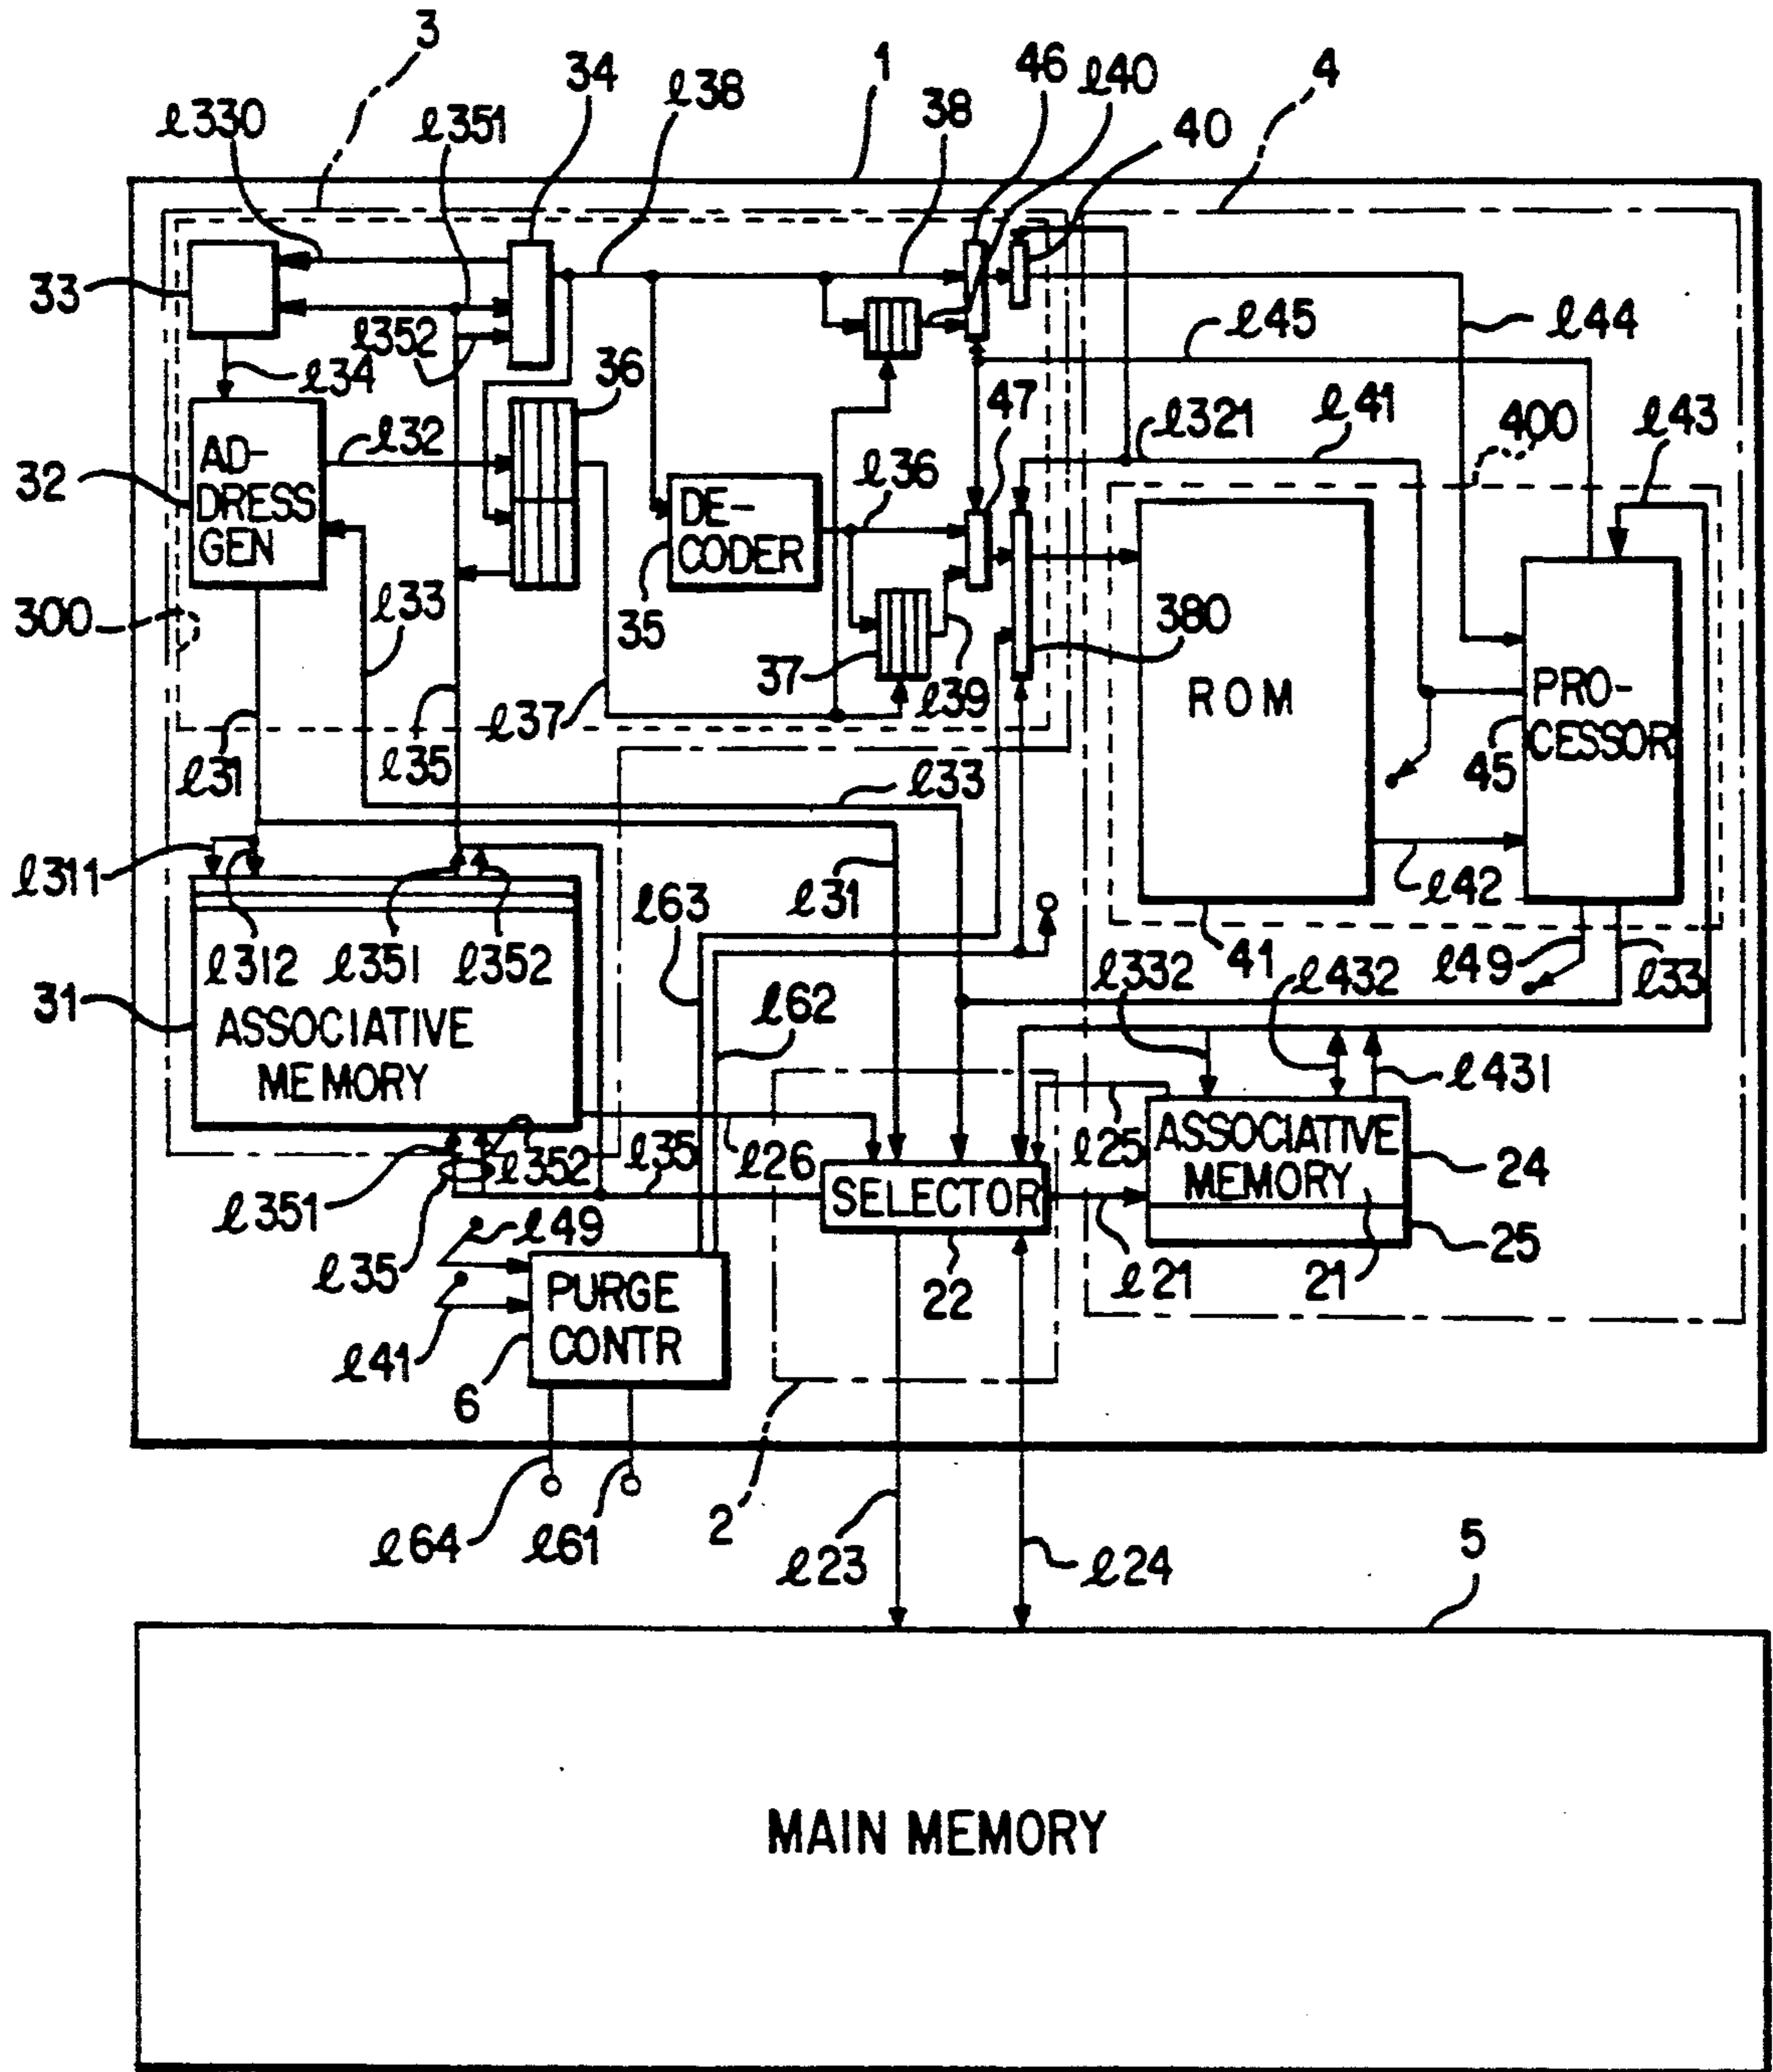 3
1
34
ℓ38
46
ℓ40
4
ℓ330
ℓ351
38
40
33
ℓ352
ℓ34
36
ℓ45
ℓ44
47
ℓ321
ℓ41
400
ℓ43
32
AD-
DRESS
GEN
ℓ32
DE-
CODER
ℓ36
35
300
ℓ33
37
380
ROM
PRO-
CESSOR
45
ℓ31
ℓ35
ℓ37
ℓ39
ℓ33
ℓ311
ℓ31
ℓ42
ℓ63
ℓ312
ℓ351
ℓ352
41
ℓ49
ℓ33
31
ASSOCIATIVE
MEMORY
ℓ62
ℓ332
ℓ432
ℓ431
ℓ351
ℓ352
ℓ35
ℓ26
ℓ25
ASSOCIATIVE
MEMORY
24
SELECTOR
ℓ35
ℓ49
22
ℓ21
21
25
ℓ41
PURGE
CONTR
6
2
ℓ64
ℓ61
ℓ23
ℓ24
5
MAIN MEMORY